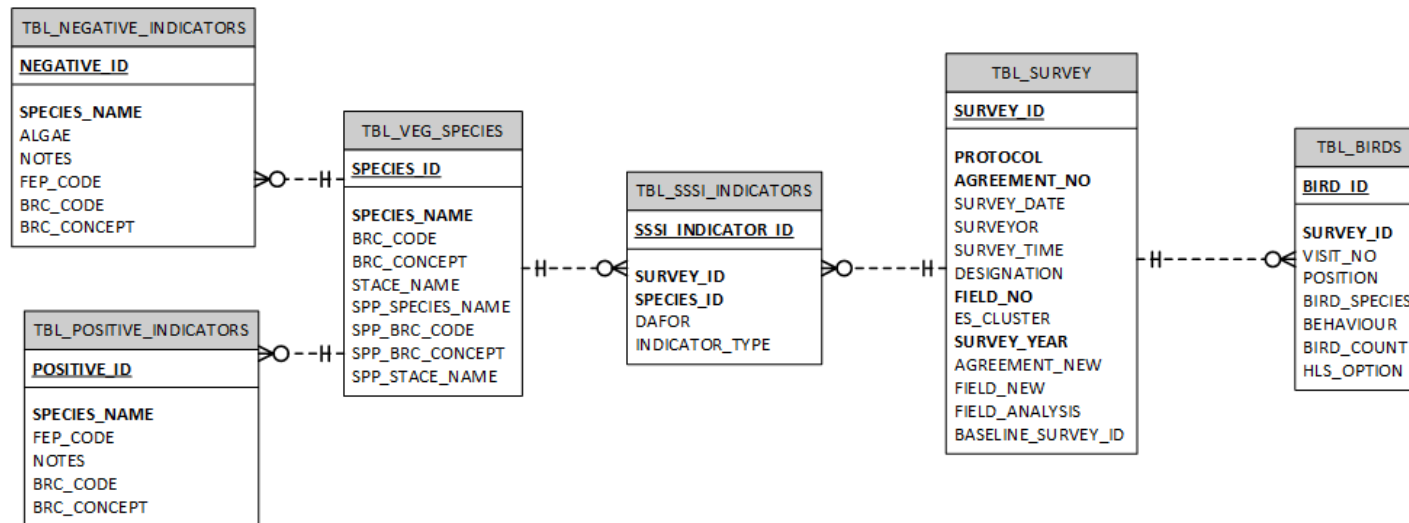 TBL_NEGATIVE_INDICATORS
NEGATIVE_ID
SPECIES_NAME
ALGAE
NOTES
FEP_CODE
BRC_CODE
BRC_CONCEPT
TBL_POSITIVE_INDICATORS
POSITIVE_ID
SPECIES_NAME
FEP_CODE
NOTES
BRC_CODE
BRC_CONCEPT
TBL_VEG_SPECIES
SPECIES_ID
SPECIES_NAME
BRC_CODE
BRC_CONCEPT
STACE_NAME
SPP_SPECIES_NAME
SPP_BRC_CODE
SPP_BRC_CONCEPT
SPP_STACE_NAME
TBL_SSSI_INDICATORS
SSSI_INDICATOR_ID
SURVEY_ID
SPECIES_ID
DAFOR
INDICATOR_TYPE
TBL_SURVEY
SURVEY_ID
PROTOCOL
AGREEMENT_NO
SURVEY_DATE
SURVEYOR
SURVEY_TIME
DESIGNATION
FIELD_NO
ES_CLUSTER
SURVEY_YEAR
AGREEMENT_NEW
FIELD_NEW
FIELD_ANALYSIS
BASELINE_SURVEY_ID
TBL_BIRDS
BIRD_ID
SURVEY_ID
VISIT_NO
POSITION
BIRD_SPECIES
BEHAVIOUR
BIRD_COUNT
HLS_OPTION